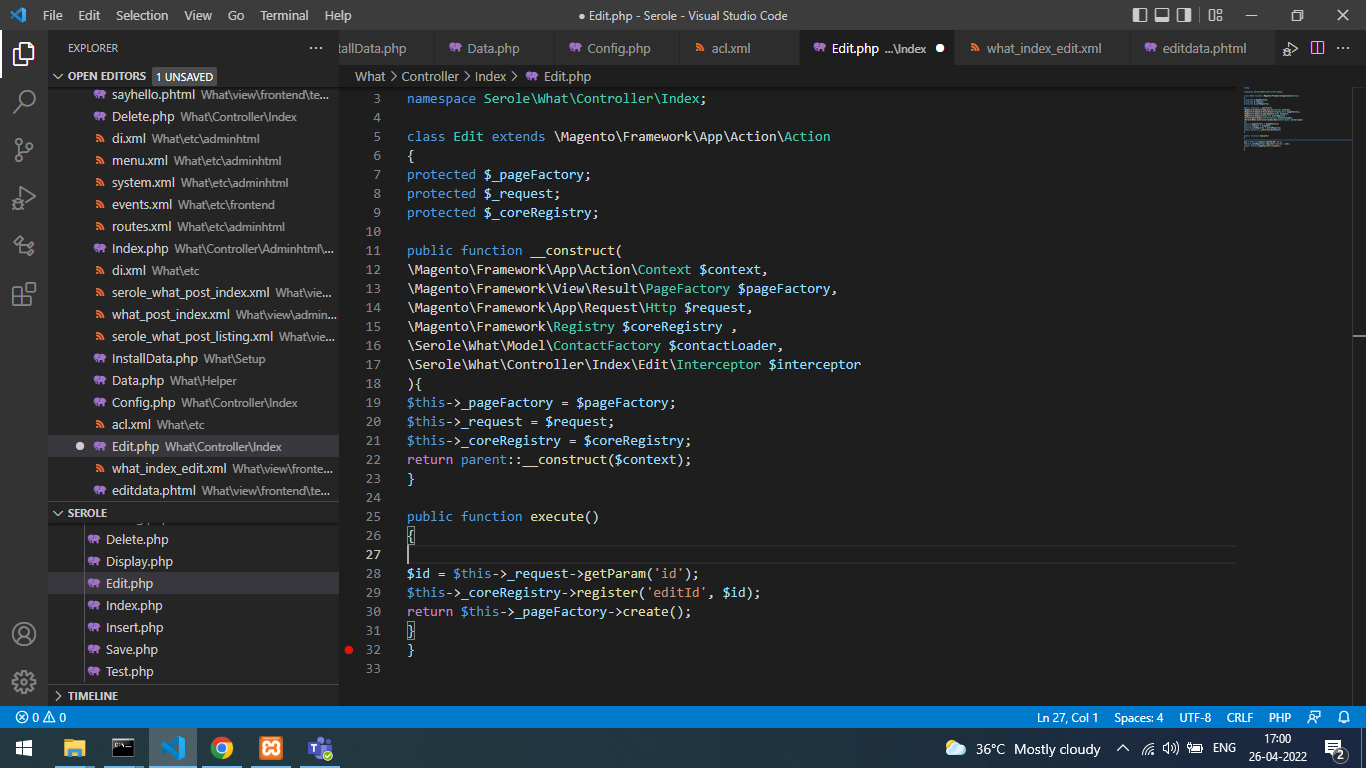 File Edit Selection View Go Terminal Help
● Edit.php - Serole - Visual Studio Code
EXPLORER
OPEN EDITORS 1 UNSAVED
sayhello.phtml What\view\frontend\te...
Delete.php What\Controller\Index
di.xml What\etc\adminhtml
menu.xml What\etc\adminhtml
system.xml What\etc\adminhtml
events.xml What\etc\frontend
routes.xml What\etc\adminhtml
Index.php What\Controller\Adminhtml\...
di.xml What\etc
serole_what_post_index.xml What\vie...
what_post_index.xml What\view\admin...
serole_what_post_listing.xml What\vie...
InstallData.php What\Setup
Data.php What\Helper
Config.php What\Controller\Index
acl.xml What\etc
Edit.php What\Controller\Index
what_index_edit.xml What\view\fronte...
editdata.phtml What\view\frontend\te...
SEROLE
Delete.php
Display.php
Edit.php
Index.php
Insert.php
Save.php
Test.php
TIMELINE
tallData.php Data.php Config.php acl.xml Edit.php ...\Index what_index_edit.xml editdata.phtml
What > Controller > Index > Edit.php
3 namespace Serole\What\Controller\Index;
4
5 class Edit extends \Magento\Framework\App\Action\Action
6 {
7 protected $_pageFactory;
8 protected $_request;
9 protected $_coreRegistry;
10
11 public function __construct(
12 \Magento\Framework\App\Action\Context $context,
13 \Magento\Framework\View\Result\PageFactory $pageFactory,
14 \Magento\Framework\App\Request\Http $request,
15 \Magento\Framework\Registry $coreRegistry ,
16 \Serole\What\Model\ContactFactory $contactLoader,
17 \Serole\What\Controller\Index\Edit\Interceptor $interceptor
18 ){
19 $this->_pageFactory = $pageFactory;
20 $this->_request = $request;
21 $this->_coreRegistry = $coreRegistry;
22 return parent::__construct($context);
23 }
24
25 public function execute()
26 {
27
28 $id = $this->_request->getParam('id');
29 $this->_coreRegistry->register('editId', $id);
30 return $this->_pageFactory->create();
31 }
32 }
33
0 0 Ln 27, Col 1 Spaces: 4 UTF-8 CRLF PHP
36°C Mostly cloudy ENG 17:00
26-04-2022
2